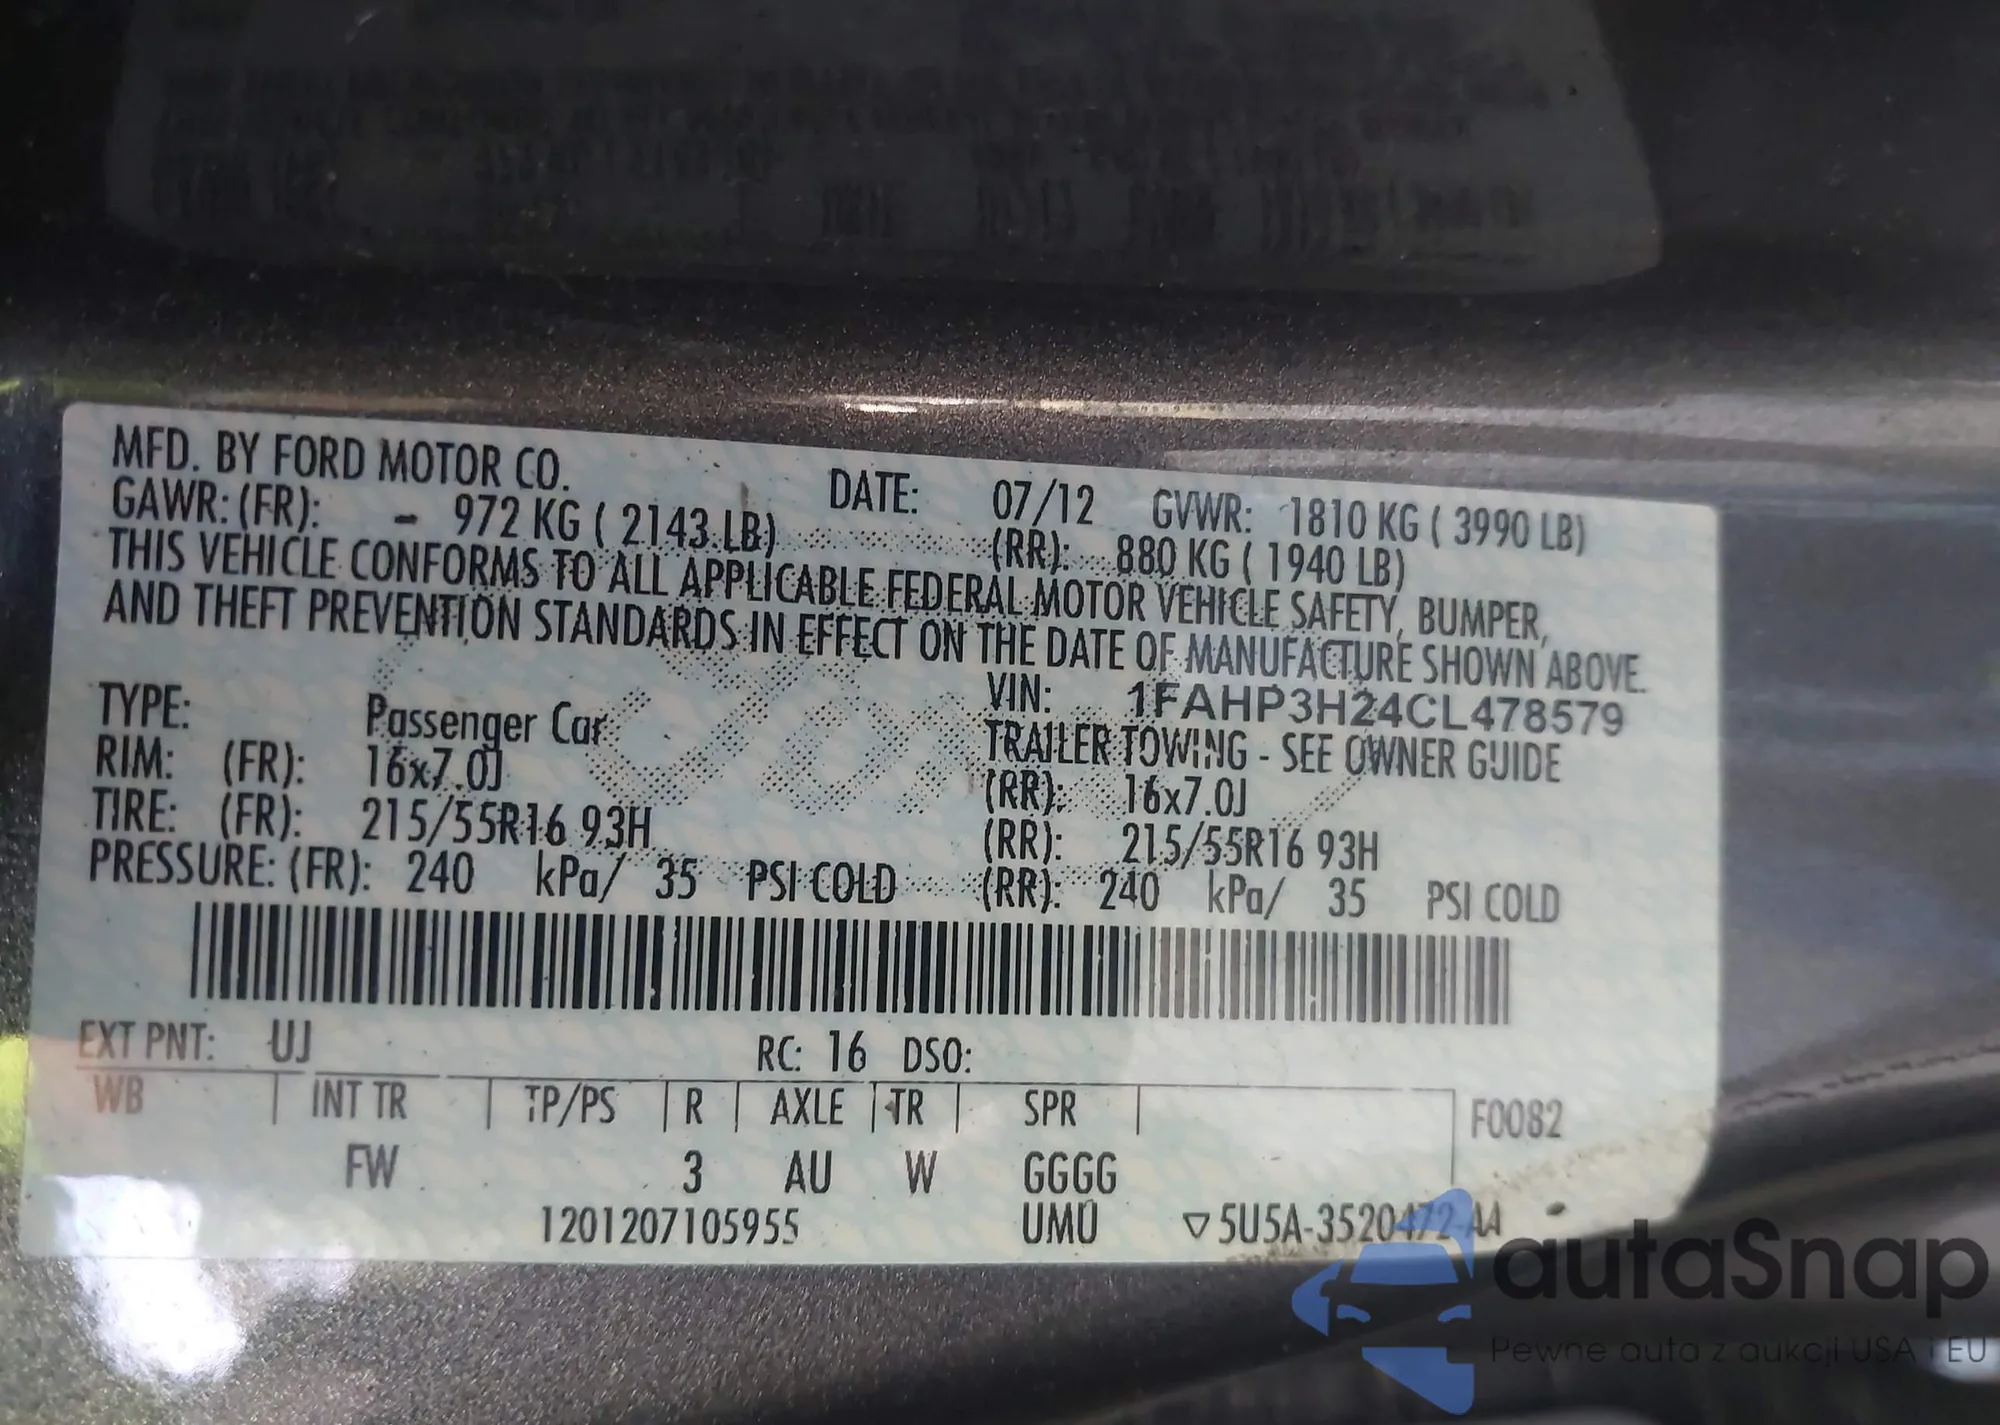 MFD. BY FORD MOTOR CO. DATE: 07/12 GVWR: 1810 KG ( 3990 LB)
GAWR: (FR): - 972 KG ( 2143 LB) (RR): 880 KG ( 1940 LB)
THIS VEHICLE CONFORMS TO ALL APPLICABLE FEDERAL MOTOR VEHICLE SAFETY, BUMPER,
AND THEFT PREVENTION STANDARDS IN EFFECT ON THE DATE OF MANUFACTURE SHOWN ABOVE.
VIN: 1FAHP3H24CL478579
TYPE: Passenger Car TRAILER TOWING - SEE OWNER GUIDE
RIM: (FR): 16x7.0J (RR): 16x7.0J
TIRE: (FR): 215/55R16 93H (RR): 215/55R16 93H
PRESSURE: (FR): 240 kPa/ 35 PSI COLD (RR): 240 kPa/ 35 PSI COLD
EXT PNT: UJ RC: 16 DSO:
WB | INT TR | TP/PS | R | AXLE | TR | SPR | F0082
FW 3 AU W GGGG
1201207105955 UMU ▽5U5A-3520472-AA
autaSnap
Pewne auta z aukcji USA i EU